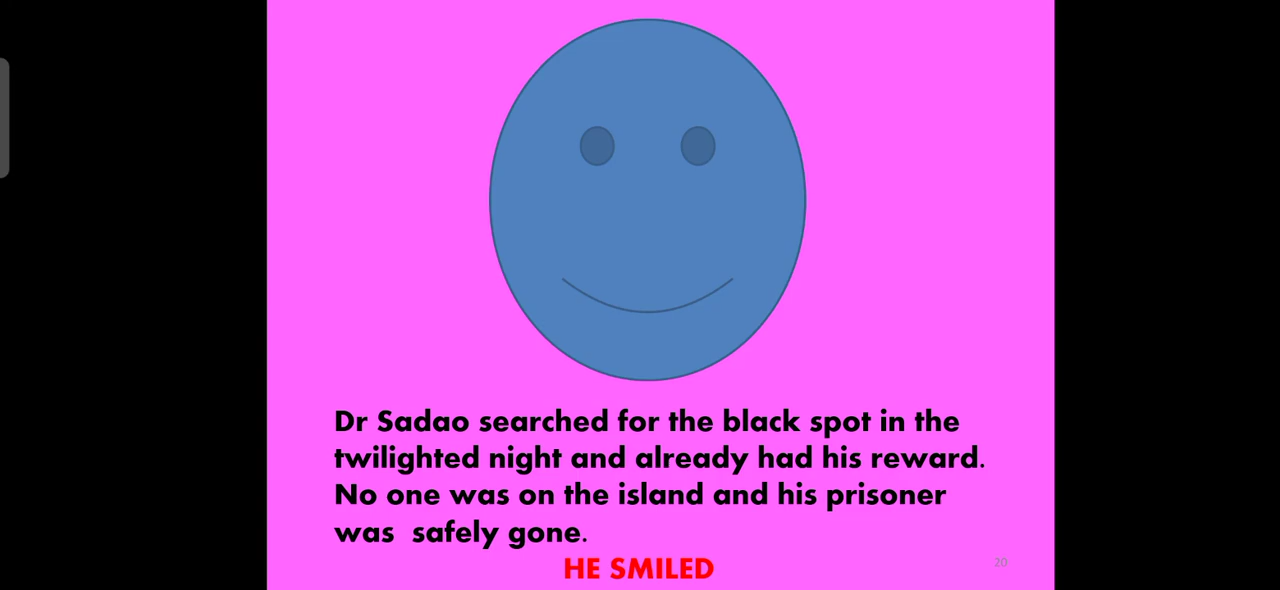 Dr Sadao searched for the black spot in the
twilighted night and already had his reward.
No one was on the island and his prisoner
was  safely gone.
HE SMILED
20